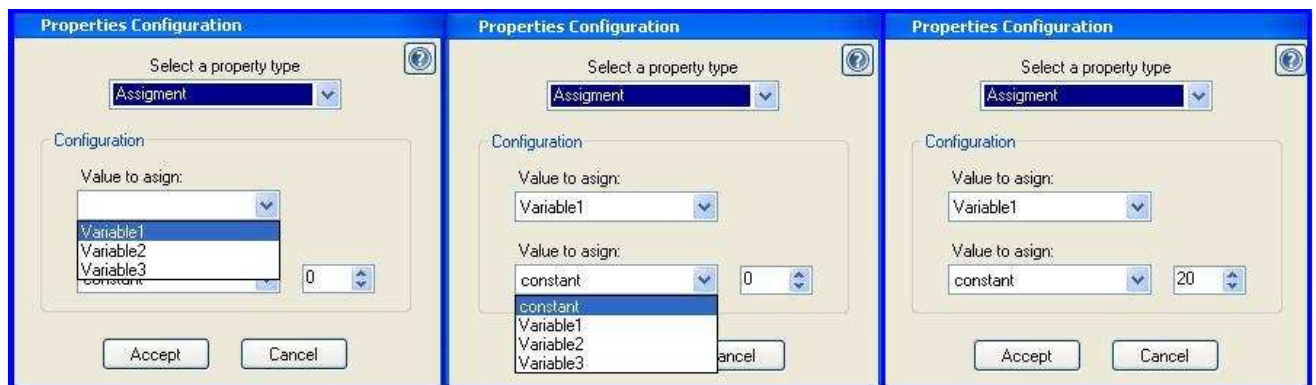 Properties Configuration
Select a property type
Assigment
Configuration
Value to asign:
Variable1
Variable2
Variable3
constant
0
Accept
Cancel
Properties Configuration
Select a property type
Assigment
Configuration
Value to asign:
Variable1
Value to asign:
constant
0
constant
Variable1
Variable2
Variable3
ancel
Properties Configuration
Select a property type
Assigment
Configuration
Value to asign:
Variable1
Value to asign:
constant
20
Accept
Cancel